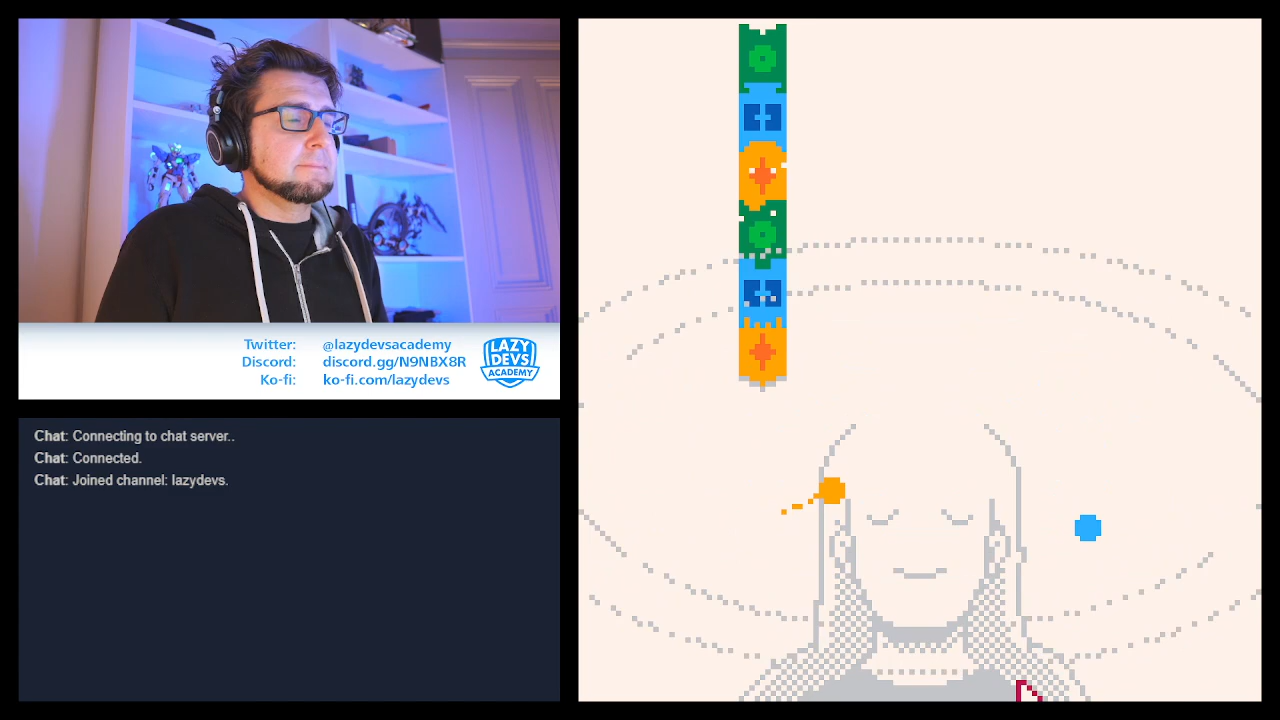 Twitter: @lazydevsacademy
Discord: discord.gg/N9NBX8R
Ko-fi: ko-fi.com/lazydevs
LAZY
DEVS
ACADEMY
Chat: Connecting to chat server..
Chat: Connected.
Chat: Joined channel: lazydevs.